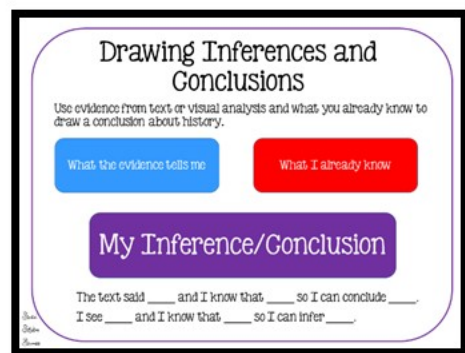 Drawing Inferences and
Conclusions
Use evidence from text or visual analysis and what you already know to
draw a conclusion about history.
What the evidence tells me
What I already know
My Inference/Conclusion
The text said ____ and I know that ____ so I can conclude ____.
I see ____ and I know that ____ so I can infer ____.